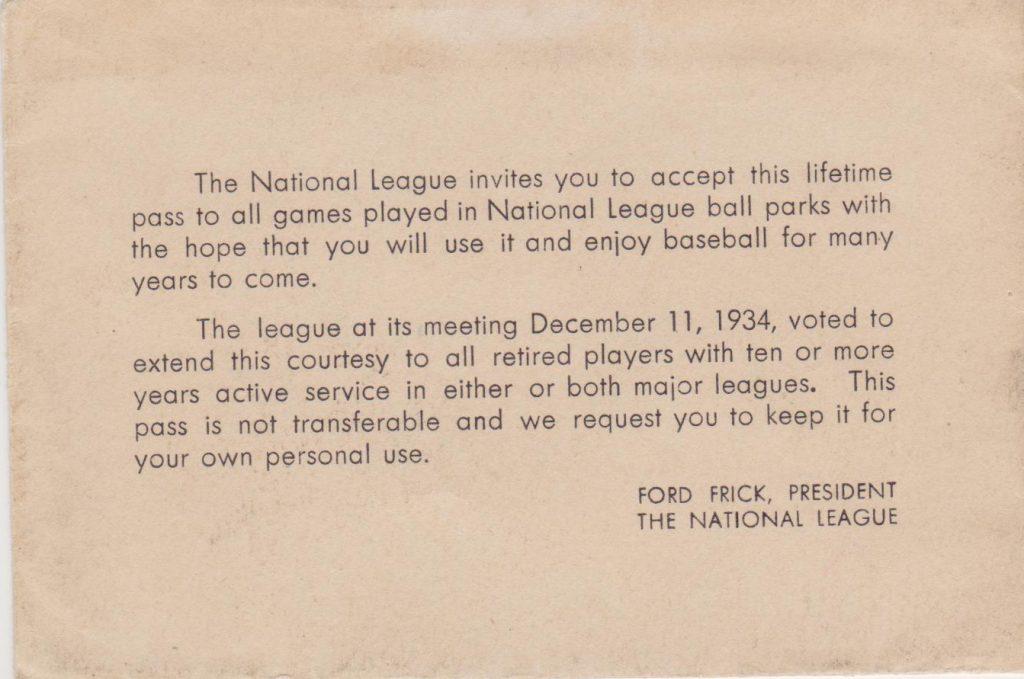 The National League invites you to accept this lifetime
pass to all games played in National League ball parks with
the hope that you will use it and enjoy baseball for many
years to come.
The league at its meeting December 11, 1934, voted to
extend this courtesy to all retired players with ten or more
years active service in either or both major leagues. This
pass is not transferable and we request you to keep it for
your own personal use.
FORD FRICK, PRESIDENT
THE NATIONAL LEAGUE